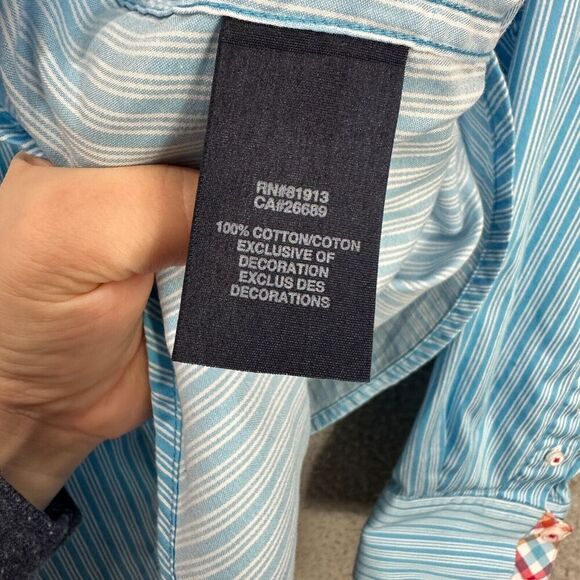 RN#81913
CA#26689
100% COTTON/COTON
EXCLUSIVE OF
DECORATION
EXCLUS DES
DECORATIONS